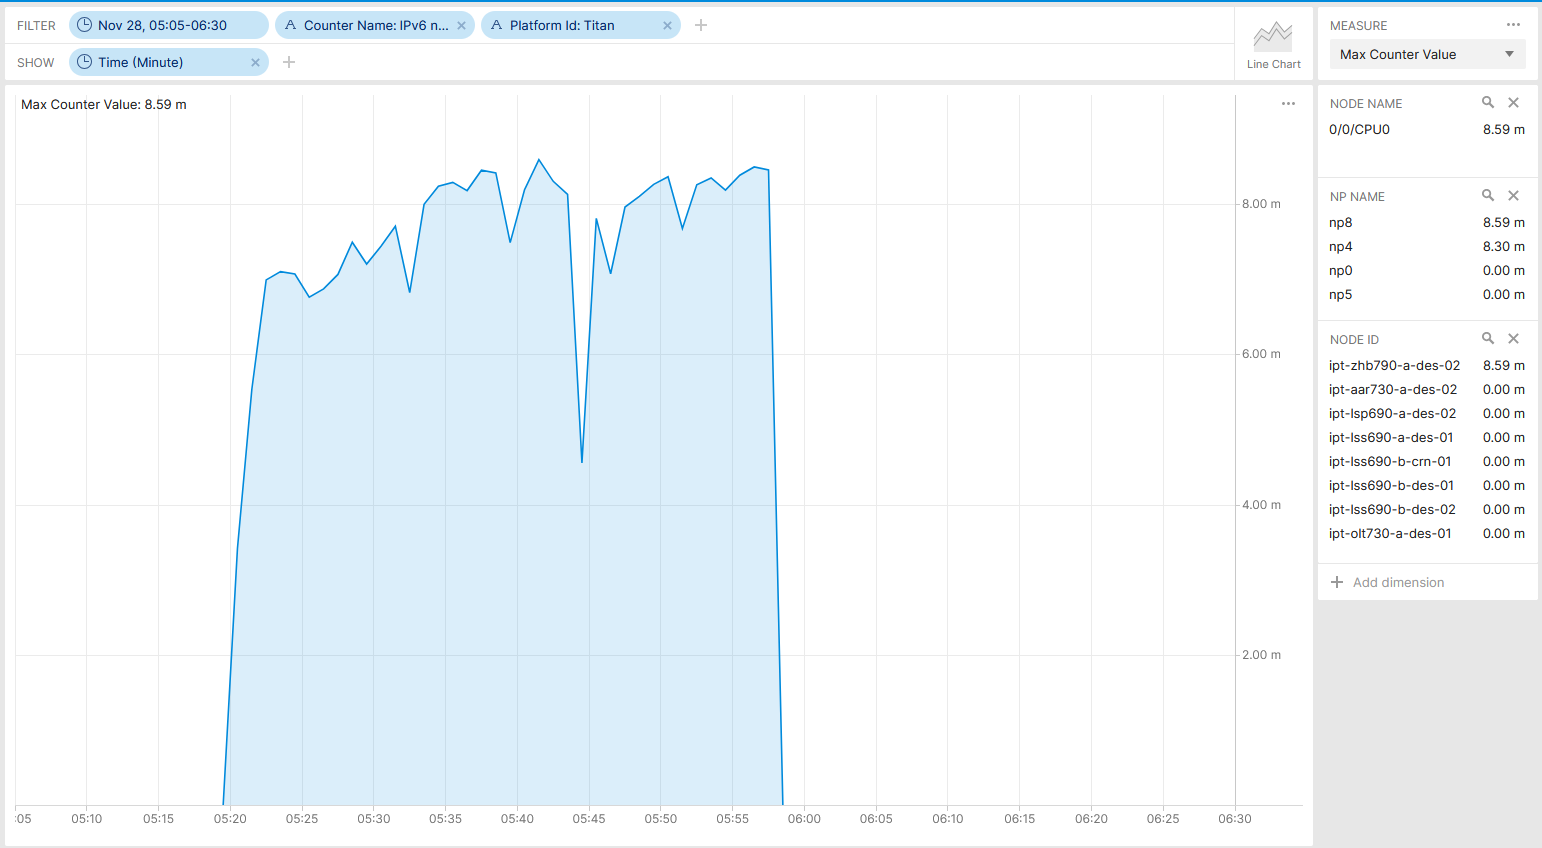 FILTER Nov 28, 05:05-06:30 A Counter Name: IPv6 n... A Platform Id: Titan
SHOW Time (Minute)
Line Chart
MEASURE
Max Counter Value
Max Counter Value: 8.59 m
8.00 m
6.00 m
4.00 m
2.00 m
:05 05:10 05:15 05:20 05:25 05:30 05:35 05:40 05:45 05:50 05:55 06:00 06:05 06:10 06:15 06:20 06:25 06:30
NODE NAME
0/0/CPU0 8.59 m
NP NAME
np8 8.59 m
np4 8.30 m
np0 0.00 m
np5 0.00 m
NODE ID
ipt-zhb790-a-des-02 8.59 m
ipt-aar730-a-des-02 0.00 m
ipt-lsp690-a-des-02 0.00 m
ipt-lss690-a-des-01 0.00 m
ipt-lss690-b-crn-01 0.00 m
ipt-lss690-b-des-01 0.00 m
ipt-lss690-b-des-02 0.00 m
ipt-olt730-a-des-01 0.00 m
Add dimension